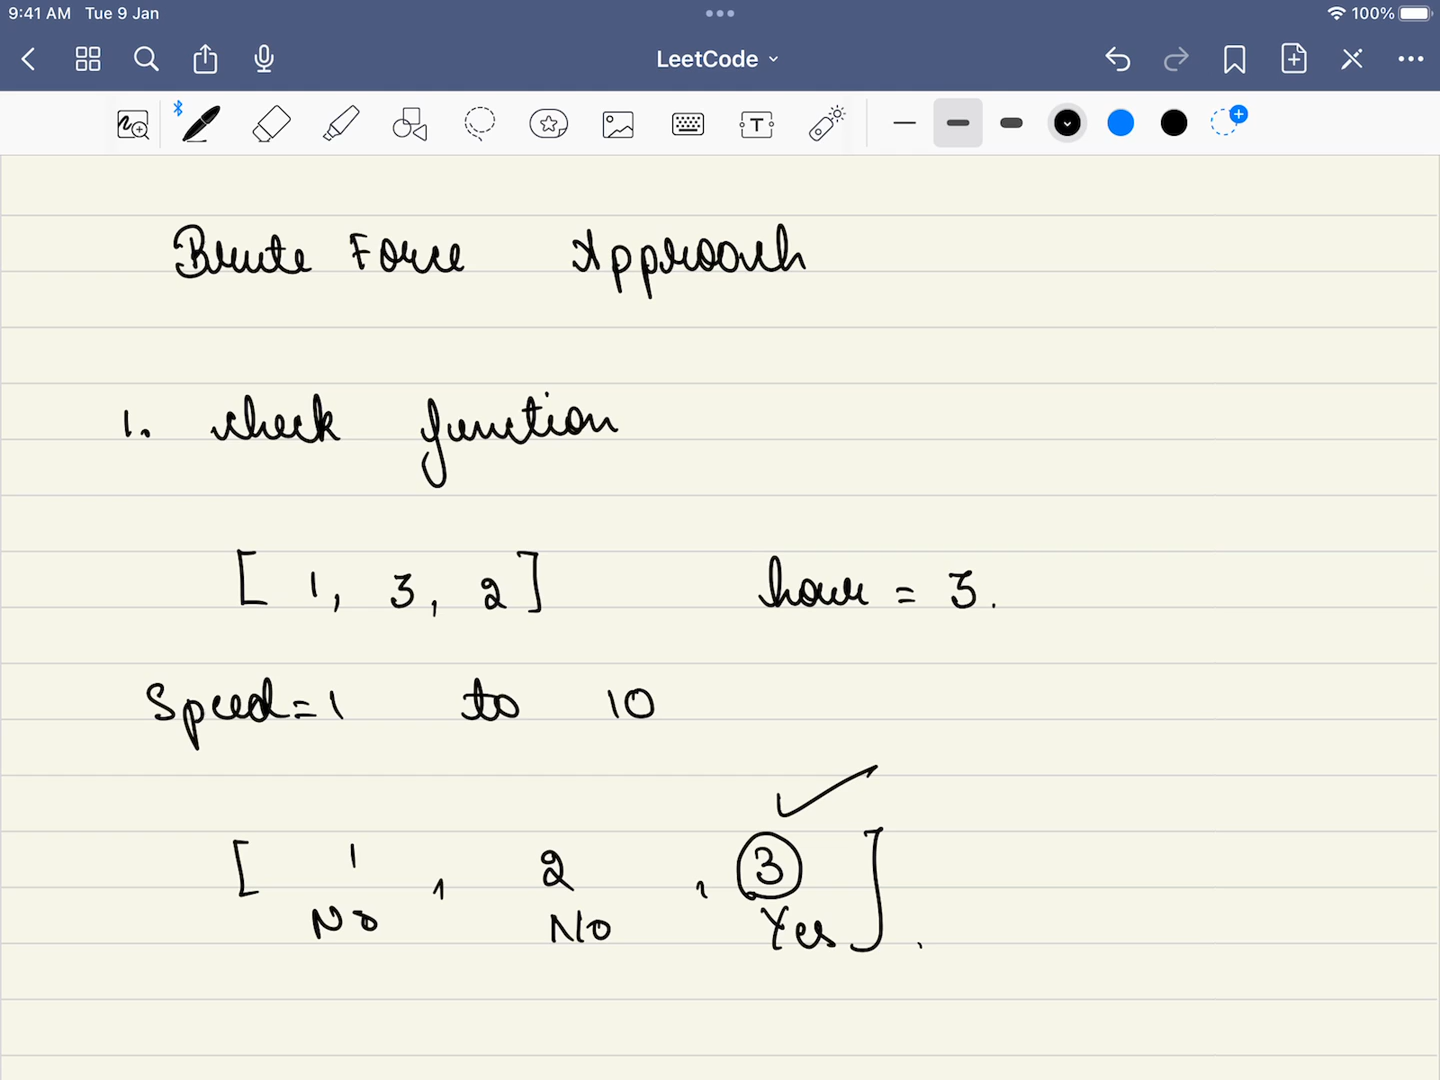 9:41 AM Tue 9 Jan 100%
LeetCode
T
Brute Force Approach
1. check function
[ 1, 3, 2 ] hour = 3.
Speed = 1 to 10
[ 1 , 2 , 3 ] .
No No Yes